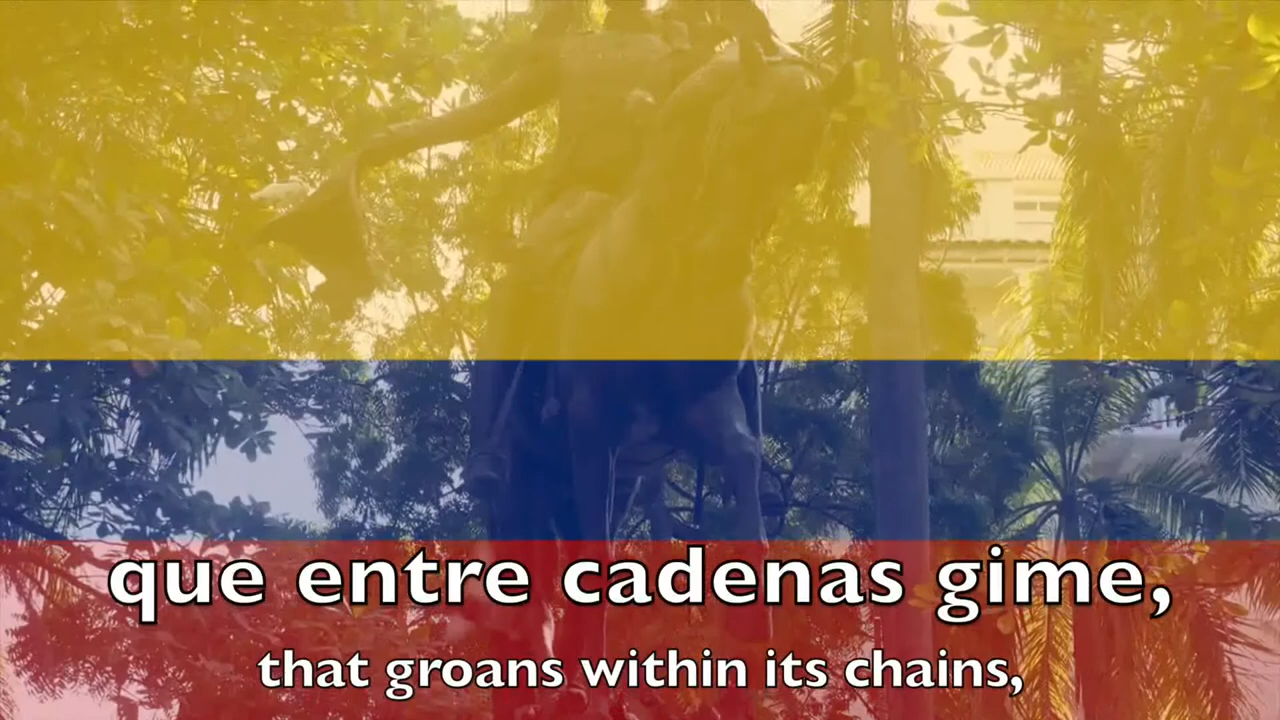 que entre cadenas gime,
that groans within its chains,